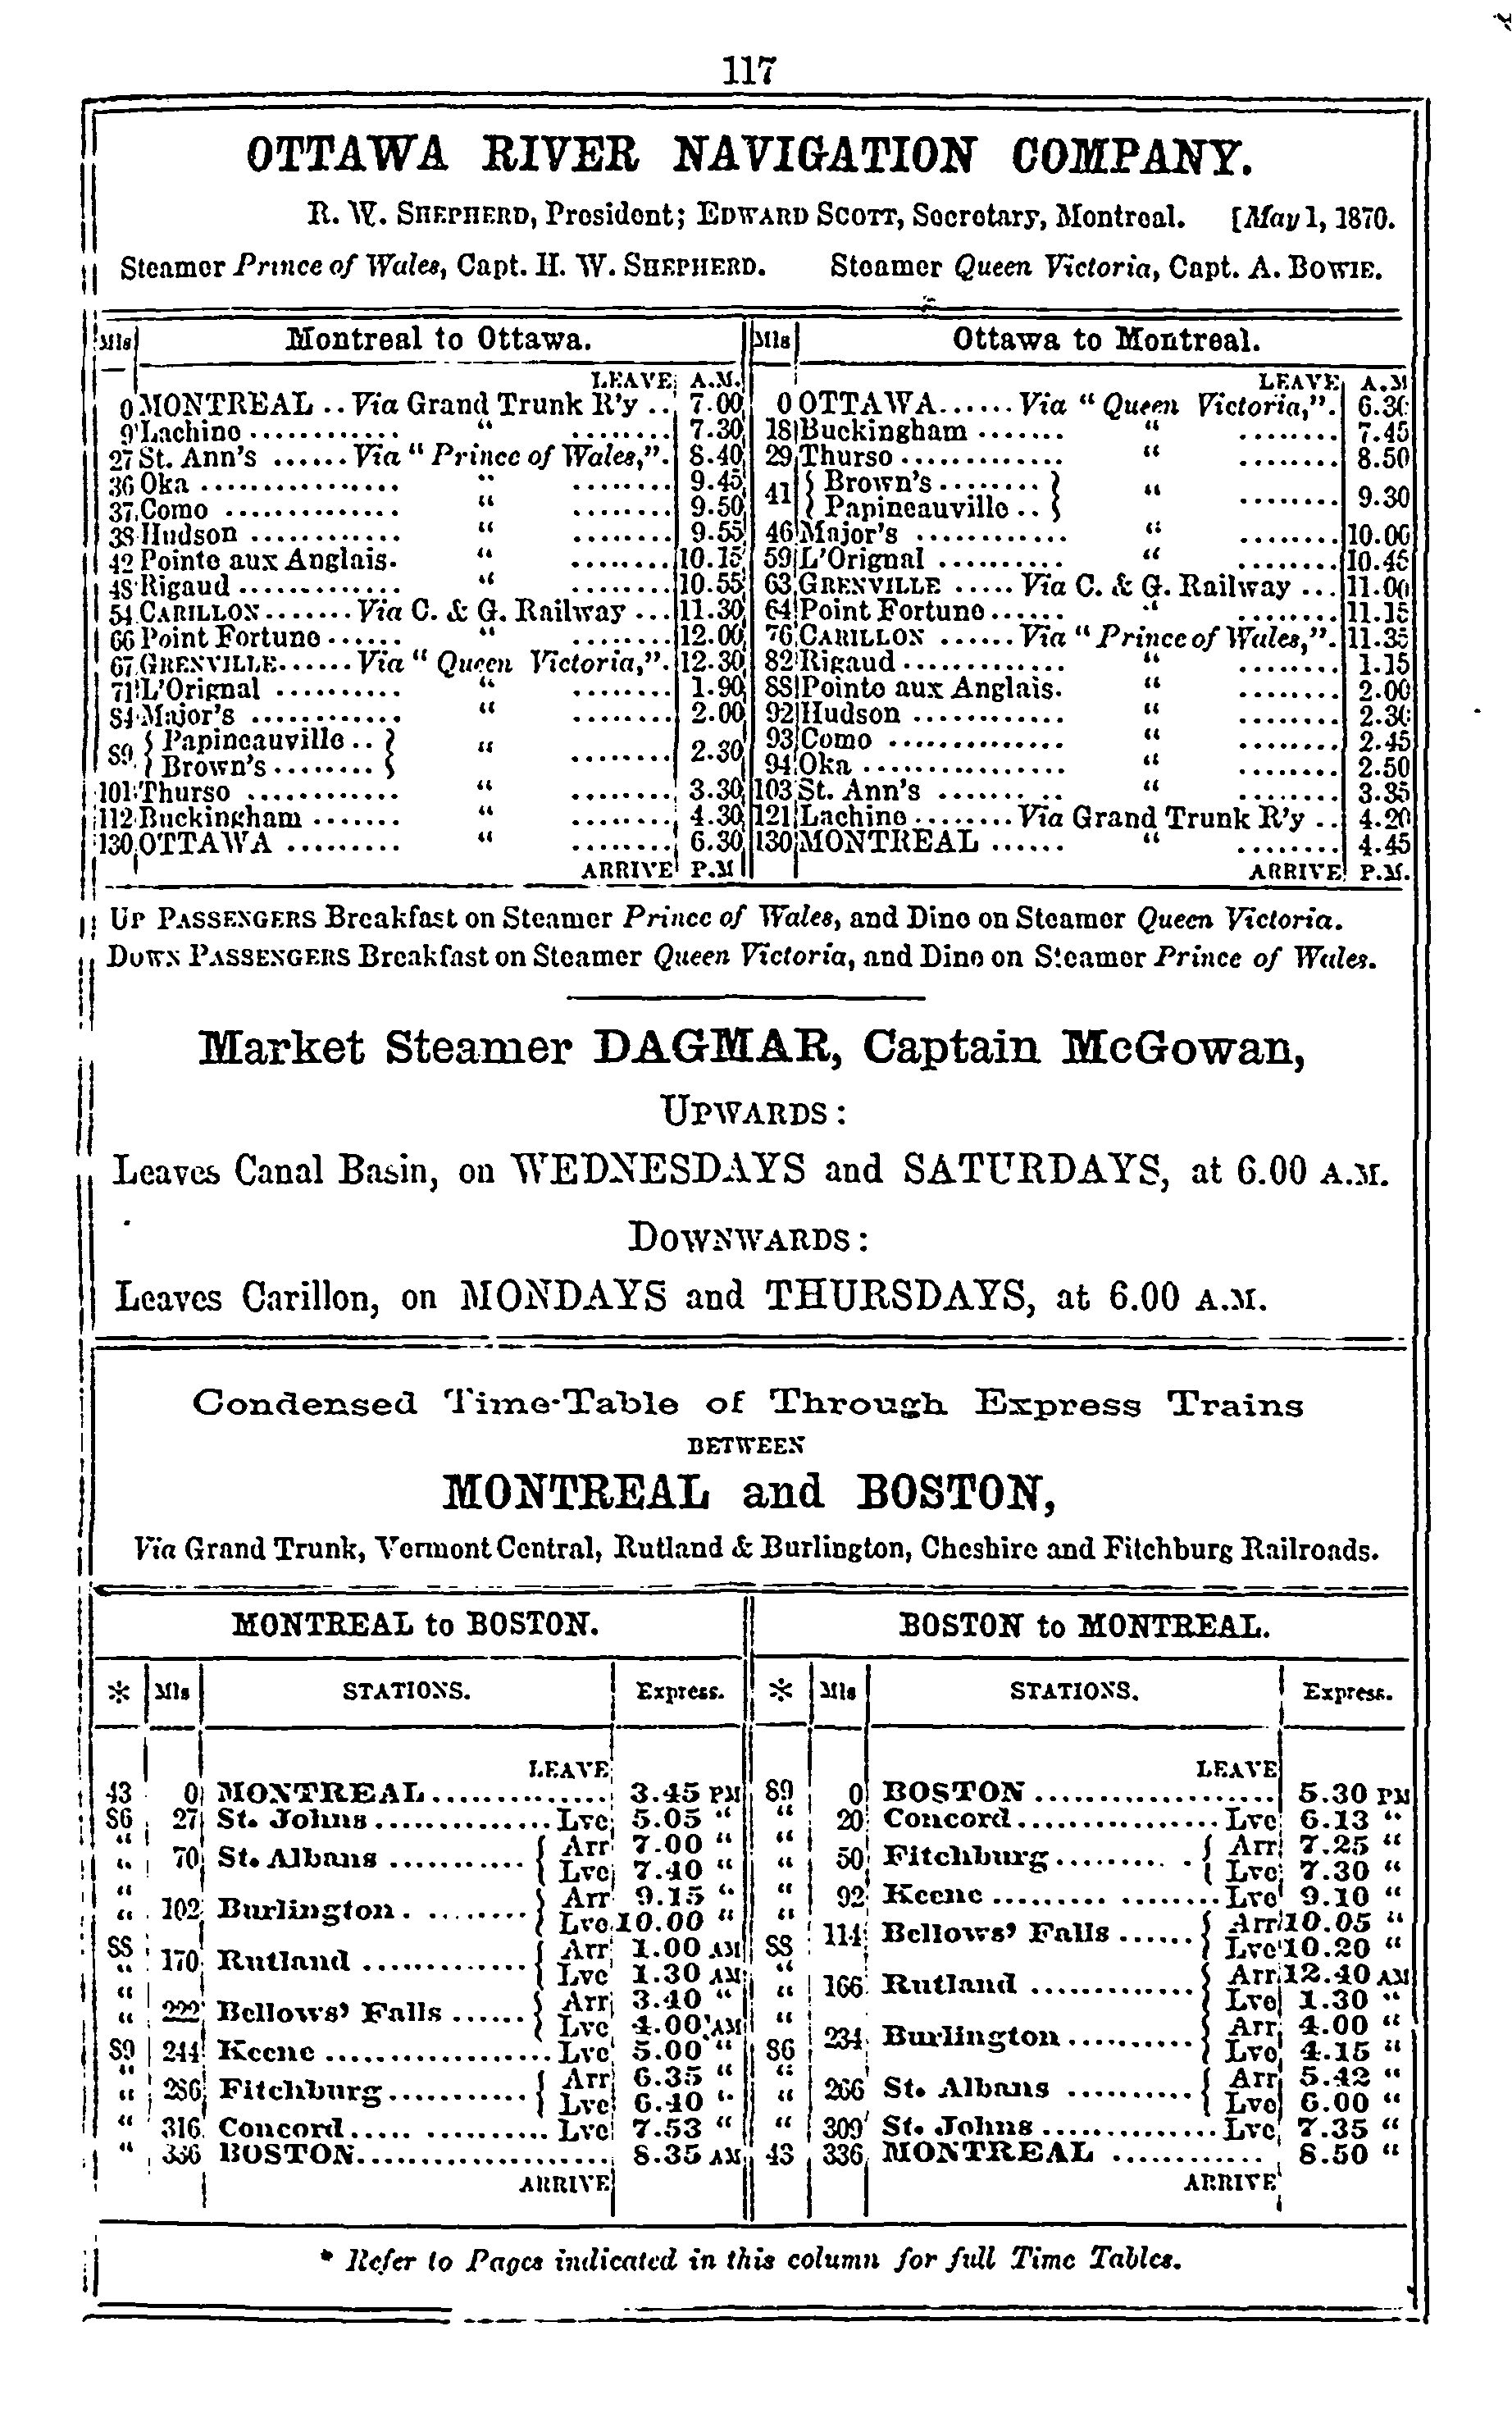 117
OTTAWA RIVER NAVIGATION COMPANY.
R. W. SHEPHERD, President; EDWARD SCOTT, Secretary, Montreal. [May 1, 1870.
Steamer Prince of Wales, Capt. H. W. SHEPHERD. Steamer Queen Victoria, Capt. A. BOWIE.
Mls Montreal to Ottawa.
LEAVE A.M.
0 MONTREAL .. Via Grand Trunk R'y .. 7.00
9 Lachine ............ “ ........ 7.30
27 St. Ann's ...... Via “ Prince of Wales,”. 8.40
36 Oka ................ “ ........ 9.45
37 Como .............. “ ........ 9.50
38 Hudson ............ “ ........ 9.55
42 Pointe aux Anglais. “ ........ 10.15
48 Rigaud ............. “ ........ 10.55
54 CARILLON ....... Via C. & G. Railway ... 11.30
66 Point Fortune ...... “ ........ 12.00
67 GRENVILLE ...... Via “ Queen Victoria,”. 12.30
71 L'Orignal .......... “ ........ 1.90
84 Major's ............ “ ........ 2.00
89 { Papineauville .. } “ ........ 2.30
{ Brown's ........ }
101 Thurso ............ “ ........ 3.30
112 Buckingham ....... “ ........ 4.30
130 OTTAWA ......... “ ........ 6.30
ARRIVE P.M
Mls Ottawa to Montreal.
LEAVE A.M
0 OTTAWA ...... Via “ Queen Victoria,”. 6.30
18 Buckingham ....... “ ........ 7.45
29 Thurso ............. “ ........ 8.50
41 { Brown's ........ } “ ........ 9.30
{ Papineauville .. }
46 Major's ............ “ ........ 10.00
59 L'Orignal .......... “ ........ 10.45
63 GRENVILLE ..... Via C. & G. Railway ... 11.00
64 Point Fortune ...... “ ........ 11.15
76 CARILLON ...... Via “ Prince of Wales,”. 11.35
82 Rigaud ............. “ ........ 1.15
88 Pointe aux Anglais. “ ........ 2.00
92 Hudson ............ “ ........ 2.30
93 Como .............. “ ........ 2.45
94 Oka ................ “ ........ 2.50
103 St. Ann's ....... .. “ ........ 3.35
121 Lachine ........ Via Grand Trunk R'y .. 4.20
130 MONTREAL ...... “ ........ 4.45
ARRIVE P.M.
UP PASSENGERS Breakfast on Steamer Prince of Wales, and Dine on Steamer Queen Victoria.
DOWN PASSENGERS Breakfast on Steamer Queen Victoria, and Dine on Steamer Prince of Wales.
Market Steamer DAGMAR, Captain McGowan,
UPWARDS :
Leaves Canal Basin, on WEDNESDAYS and SATURDAYS, at 6.00 A.M.
DOWNWARDS :
Leaves Carillon, on MONDAYS and THURSDAYS, at 6.00 A.M.
Condensed Time-Table of Through Express Trains
BETWEEN
MONTREAL and BOSTON,
Via Grand Trunk, Vermont Central, Rutland & Burlington, Cheshire and Fitchburg Railroads.
MONTREAL to BOSTON.
* Mls STATIONS. Express.
LEAVE
43 0 MONTREAL ............... 3.45 PM
86 27 St. Johns ............... Lve 5.05 “
“ 70 St. Albans ........... { Arr 7.00 “
“ { Lve 7.40 “
“ 102 Burlington . ........ { Arr 9.15 “
“ { Lve 10.00 “
88 170 Rutland ............. { Arr 1.00 AM
“ { Lve 1.30 AM
“ 222 Bellows' Falls ...... { Arr 3.40 “
“ { Lve 4.00 AM
89 244 Keene ................... Lve 5.00 “
“ 286 Fitchburg ........... { Arr 6.35 “
“ { Lve 6.40 “
“ 316 Concord ..... .......... Lve 7.53 “
“ 336 BOSTON ..................... 8.35 AM
ARRIVE
BOSTON to MONTREAL.
* Mls STATIONS. Express.
LEAVE
89 0 BOSTON .................... 5.30 PM
“ 20 Concord ................. Lve 6.13 “
“ 50 Fitchburg ......... . { Arr 7.25 “
“ { Lve 7.30 “
“ 92 Keene ......... ........ Lve 9.10 “
“ 114 Bellows' Falls ...... { Arr 10.05 “
88 { Lve 10.20 “
“ 166 Rutland ............. { Arr 12.40 AM
“ { Lve 1.30 “
“ 234 Burlington .......... { Arr 4.00 “
86 { Lve 4.15 “
“ 266 St. Albans .......... { Arr 5.42 “
“ { Lve 6.00 “
“ 309 St. Johns ............... Lve 7.35 “
43 336 MONTREAL ............ 8.50 “
ARRIVE
* Refer to Pages indicated in this column for full Time Tables.